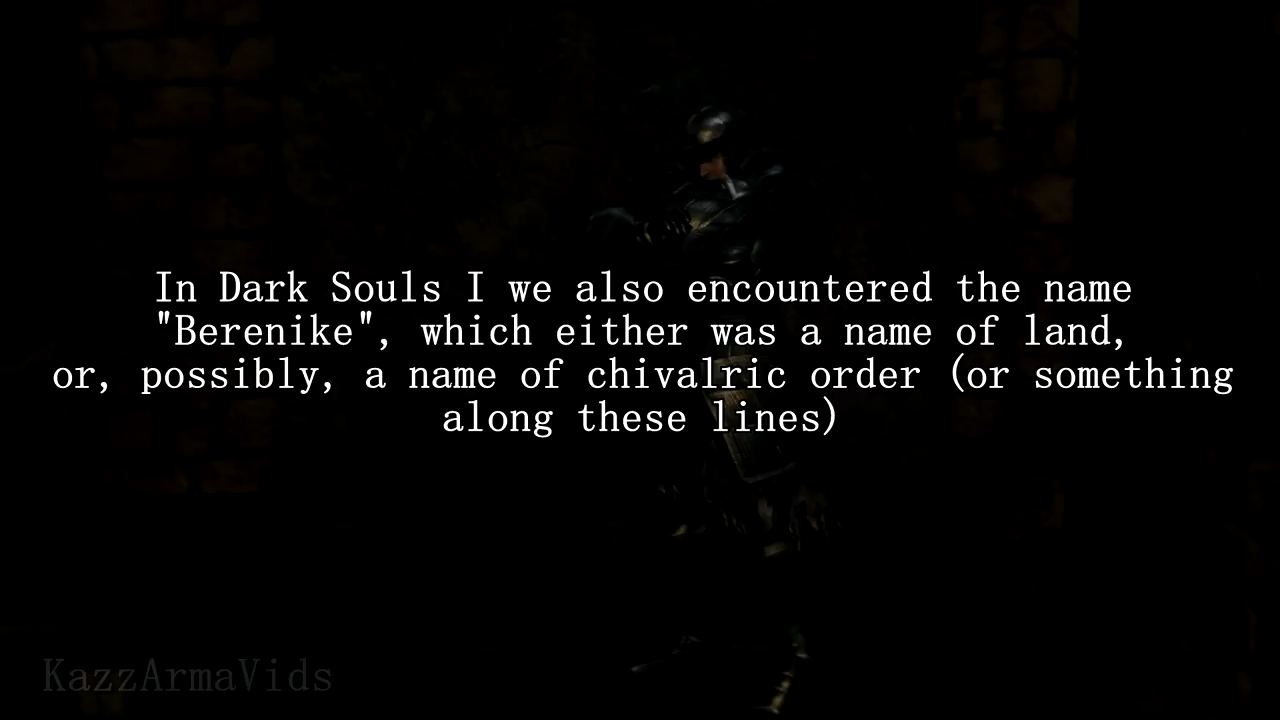 In Dark Souls I we also encountered the name
"Berenike", which either was a name of land,
or, possibly, a name of chivalric order (or something
along these lines)
KazzArmaVids